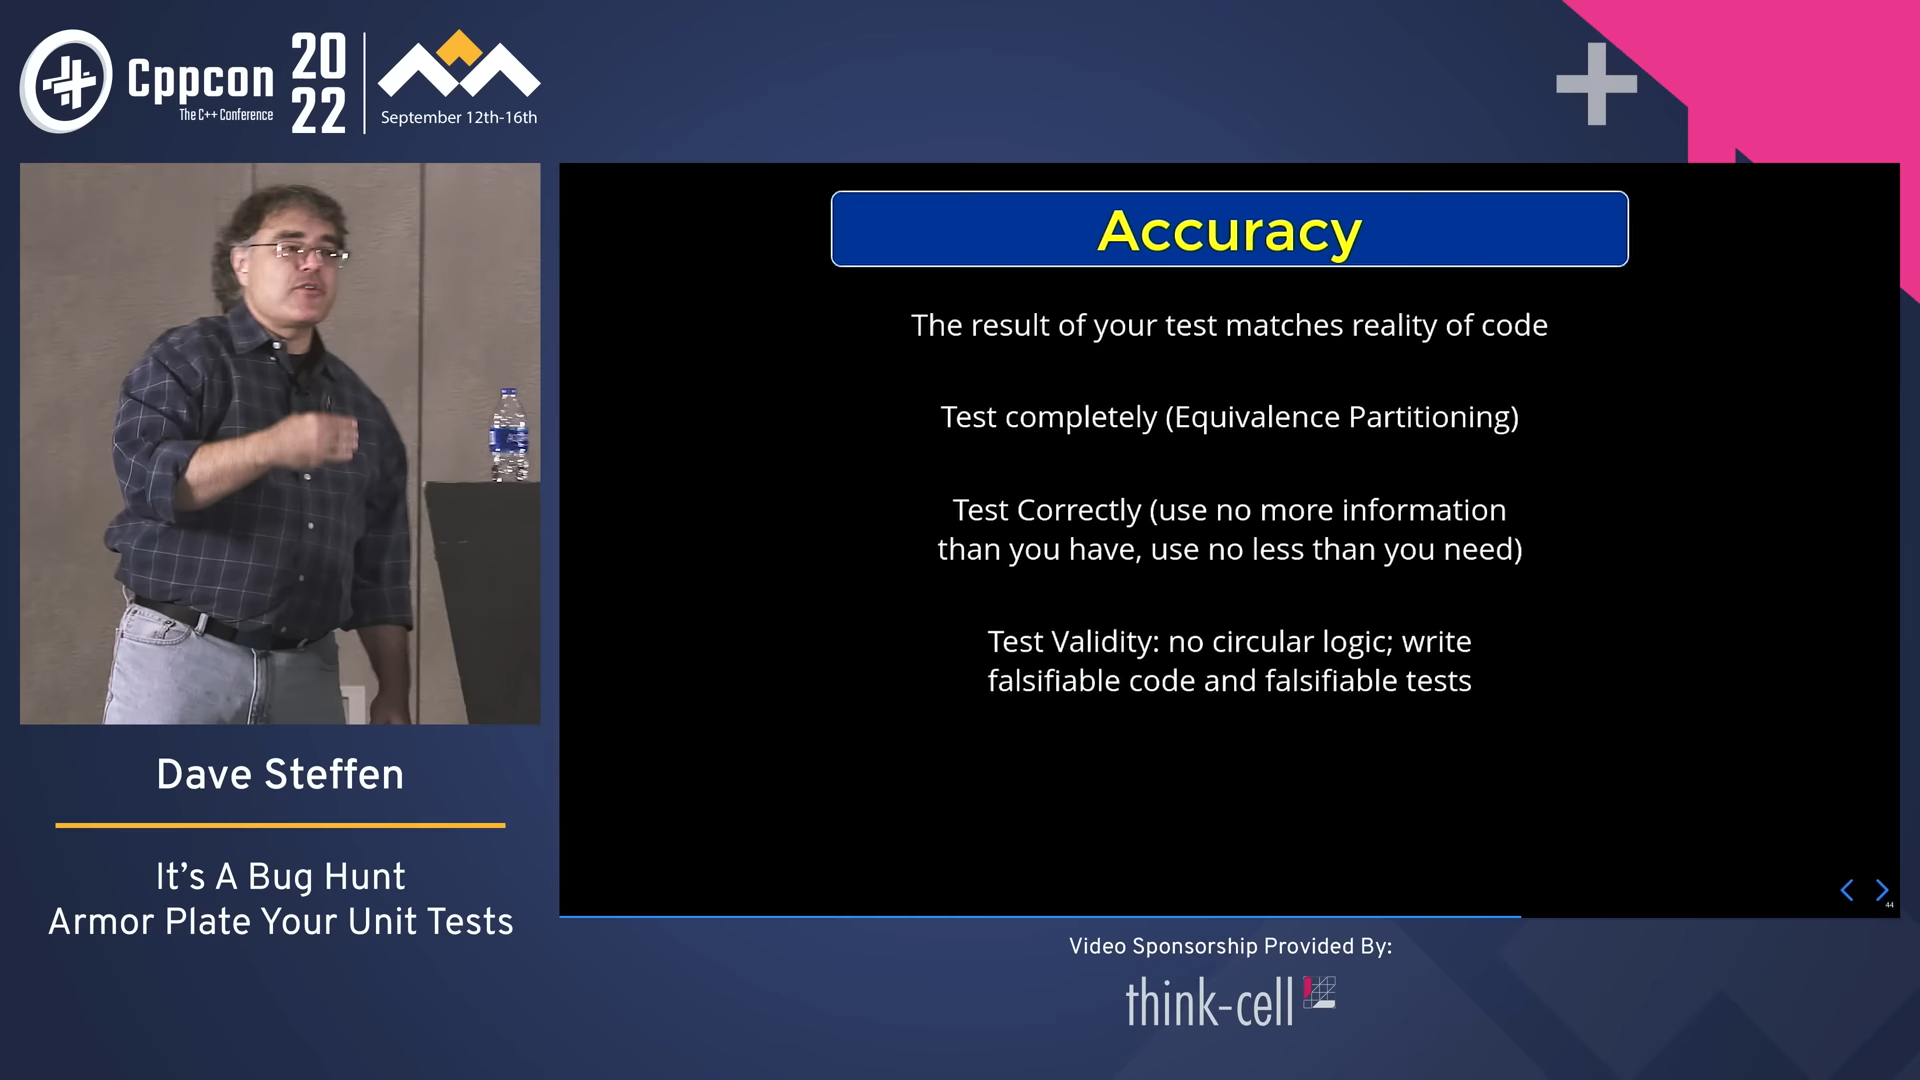 Cppcon
The C++ Conference
20
22
September 12th-16th
Accuracy
The result of your test matches reality of code
Test completely (Equivalence Partitioning)
Test Correctly (use no more information
than you have, use no less than you need)
Test Validity: no circular logic; write
falsifiable code and falsifiable tests
44
Dave Steffen
It's A Bug Hunt
Armor Plate Your Unit Tests
Video Sponsorship Provided By:
think-cell